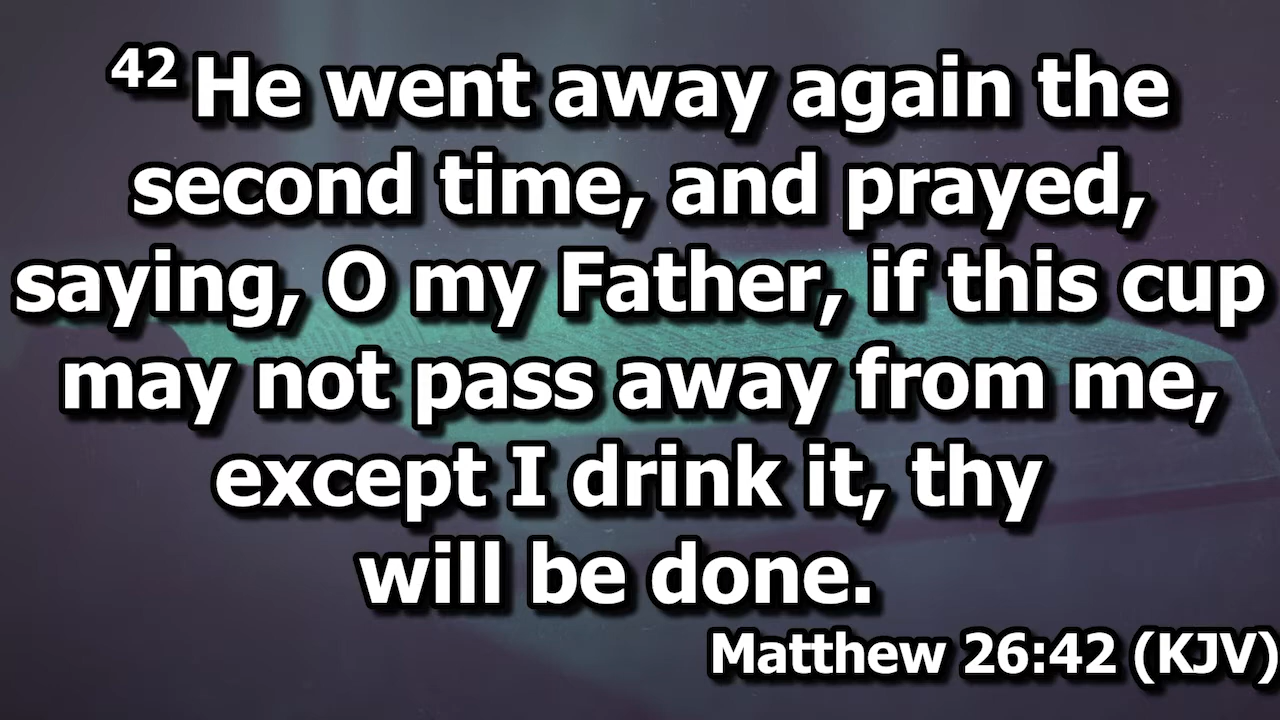 42 He went away again the
second time, and prayed,
saying, O my Father, if this cup
may not pass away from me,
except I drink it, thy
will be done.
Matthew 26:42 (KJV)